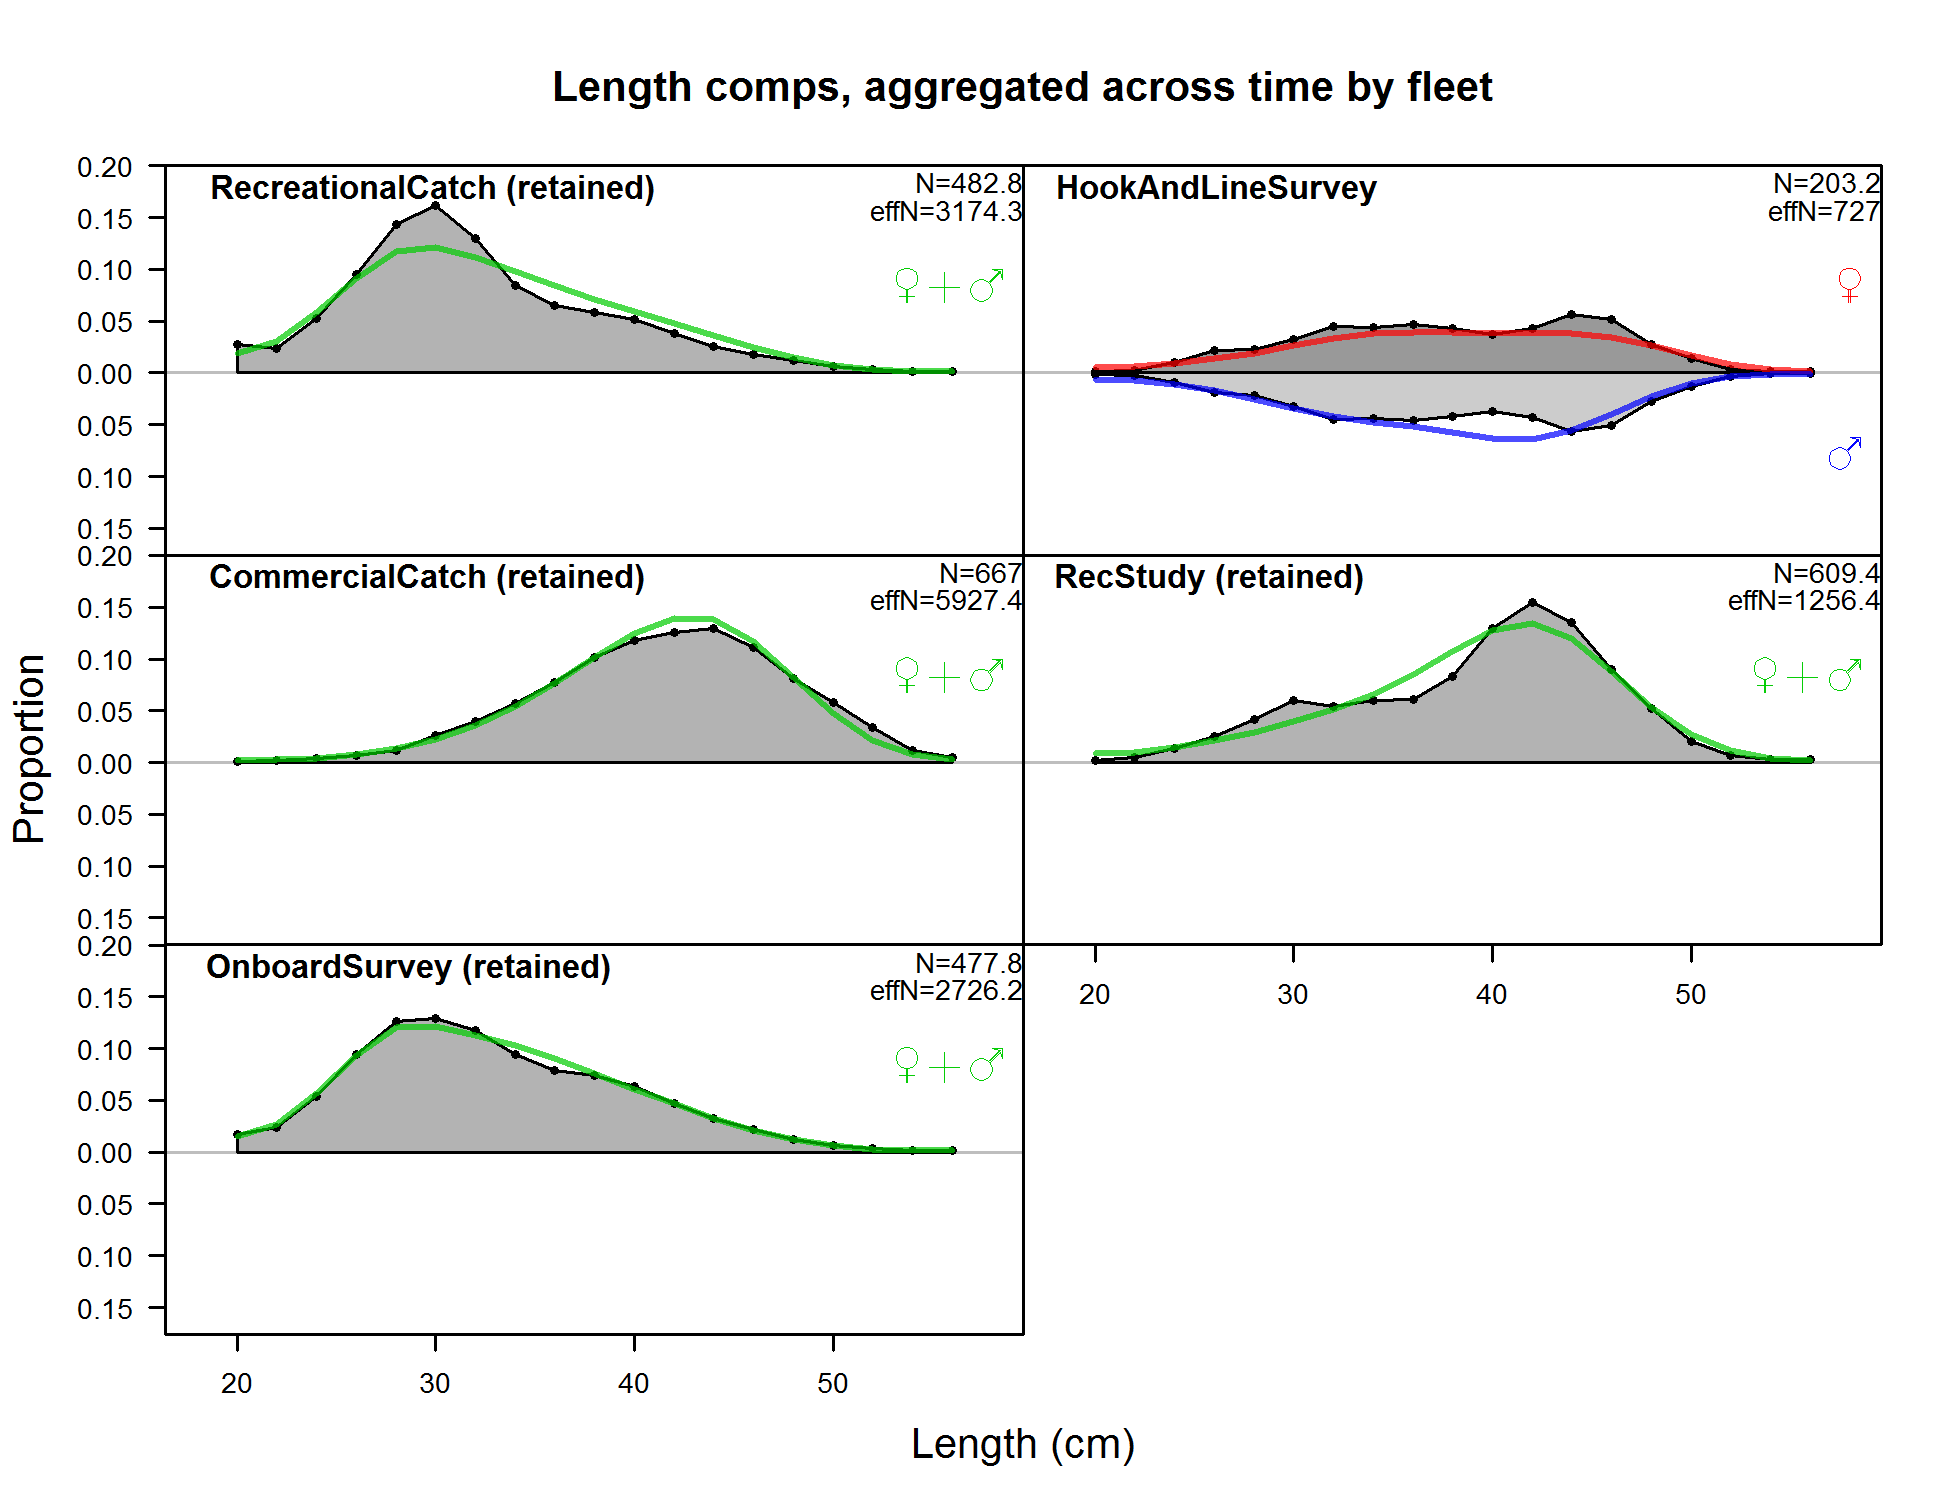 Length comps, aggregated across time by fleet
Proportion
0.20
0.15
0.10
0.05
0.00
0.05
0.10
0.15
RecreationalCatch (retained)
N=482.8
effN=3174.3
♀+♂
HookAndLineSurvey
N=203.2
effN=727
♀
♂
0.20
0.15
0.10
0.05
0.00
0.05
0.10
0.15
CommercialCatch (retained)
N=667
effN=5927.4
♀+♂
RecStudy (retained)
N=609.4
effN=1256.4
♀+♂
20 30 40 50
0.20
0.15
0.10
0.05
0.00
0.05
0.10
0.15
OnboardSurvey (retained)
N=477.8
effN=2726.2
♀+♂
20 30 40 50
Length (cm)